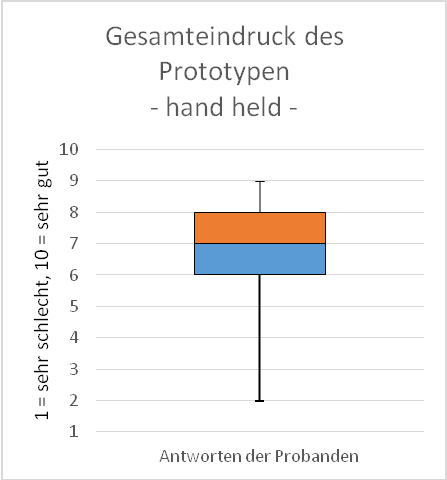 Gesamteindruck des
Prototypen
- hand held -
1 = sehr schlecht, 10 = sehr gut
10
9
8
7
6
5
4
3
2
1
Antworten der Probanden